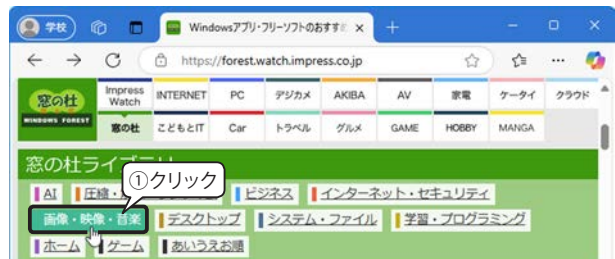 学校
Windowsアプリ・フリーソフトのおすすめ
https://forest.watch.impress.co.jp
窓の杜
WINDOWS FOREST
Impress Watch
INTERNET
PC
デジカメ
AKIBA
AV
家電
ケータイ
クラウド
窓の杜
こどもとIT
Car
トラベル
グルメ
GAME
HOBBY
MANGA
窓の杜ライブラリ
①クリック
AI
圧縮・
ビジネス
インターネット・セキュリティ
画像・映像・音楽
デスクトップ
システム・ファイル
学習・プログラミング
ホーム
ゲーム
あいうえお順